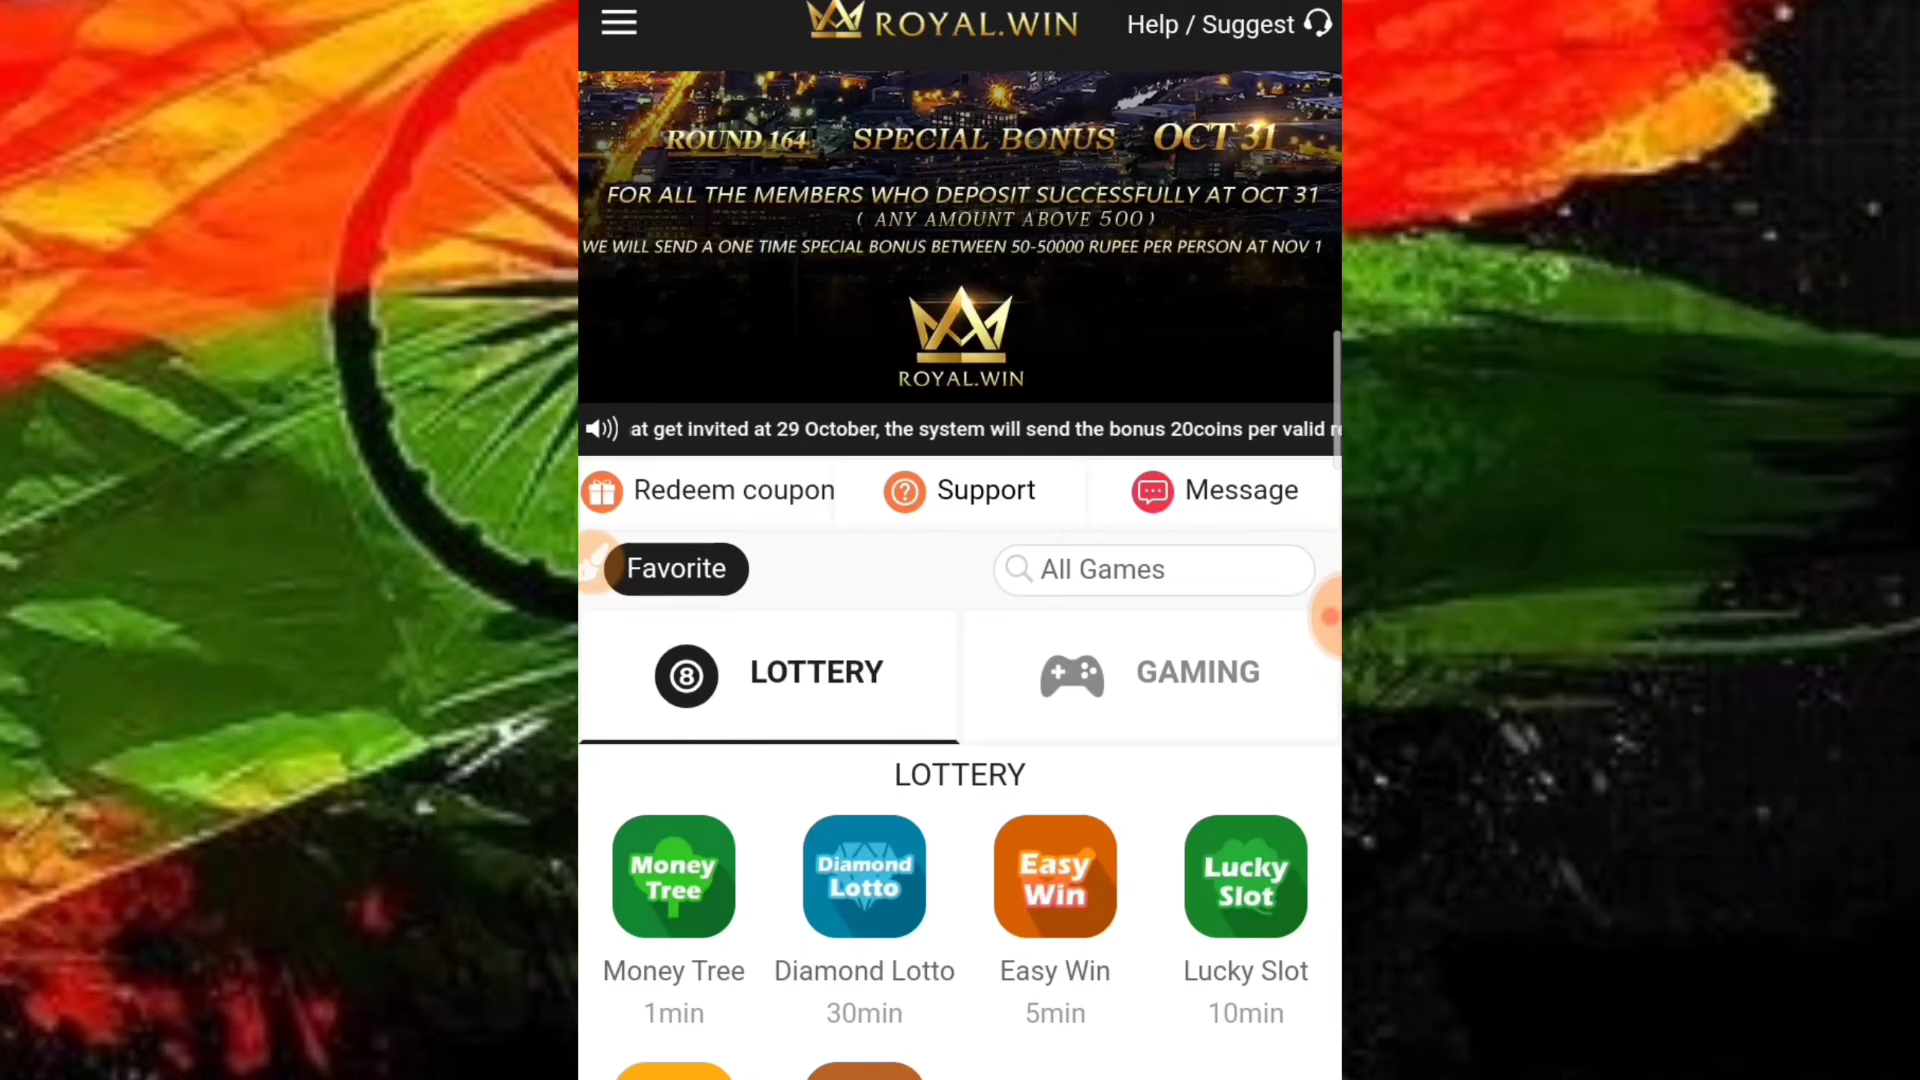 ROYAL.WIN
Help / Suggest
ROUND 164 SPECIAL BONUS OCT 31
FOR ALL THE MEMBERS WHO DEPOSIT SUCCESSFULLY AT OCT 31
( ANY AMOUNT ABOVE 500 )
WE WILL SEND A ONE TIME SPECIAL BONUS BETWEEN 50-50000 RUPEE PER PERSON AT NOV 1
ROYAL.WIN
at get invited at 29 October, the system will send the bonus 20coins per valid
Redeem coupon
Support
Message
Favorite
All Games
8 LOTTERY
GAMING
LOTTERY
Money Tree
Diamond Lotto
Easy Win
Lucky Slot
Money Tree
Diamond Lotto
Easy Win
Lucky Slot
1min
30min
5min
10min